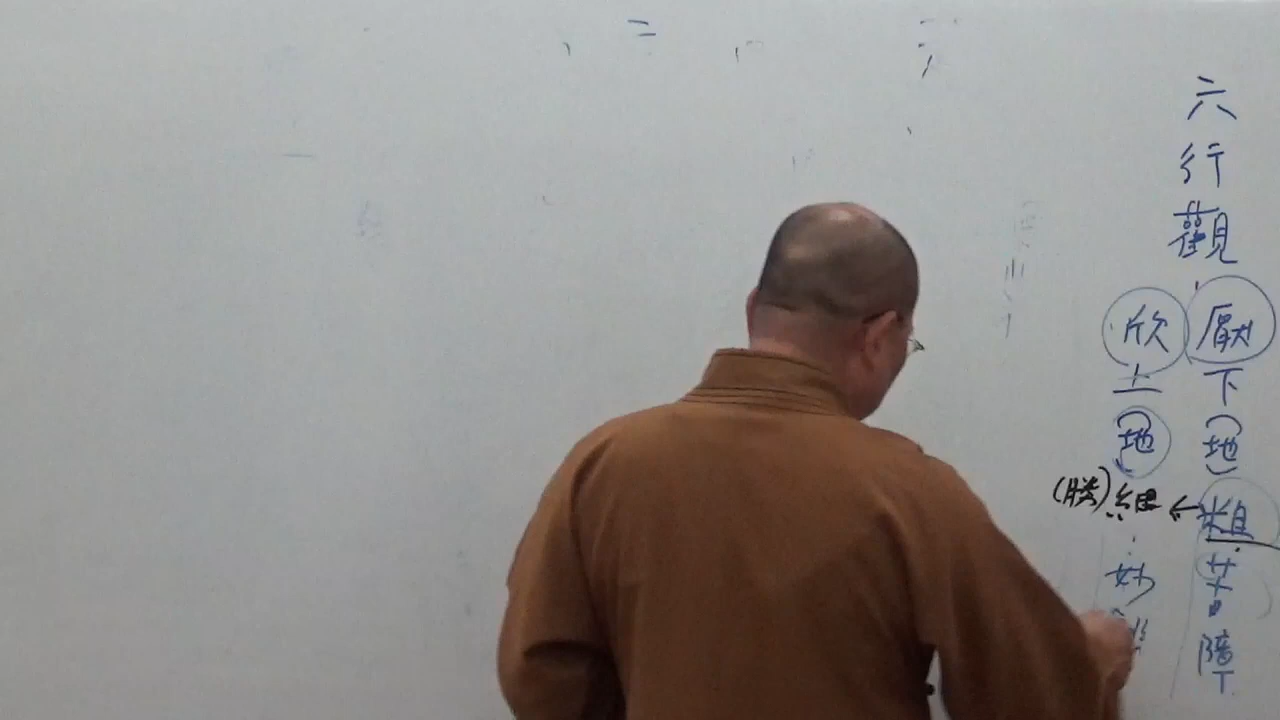 六行觀
厭下(地)粗苦障
欣上(地)
(勝)細←
妙